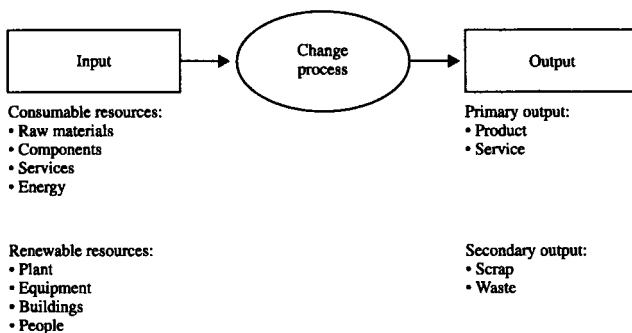 Input
Change
process
Output
Consumable resources:
• Raw materials
• Components
• Services
• Energy
Primary output:
• Product
• Service
Renewable resources:
• Plant
• Equipment
• Buildings
• People
Secondary output:
• Scrap
• Waste